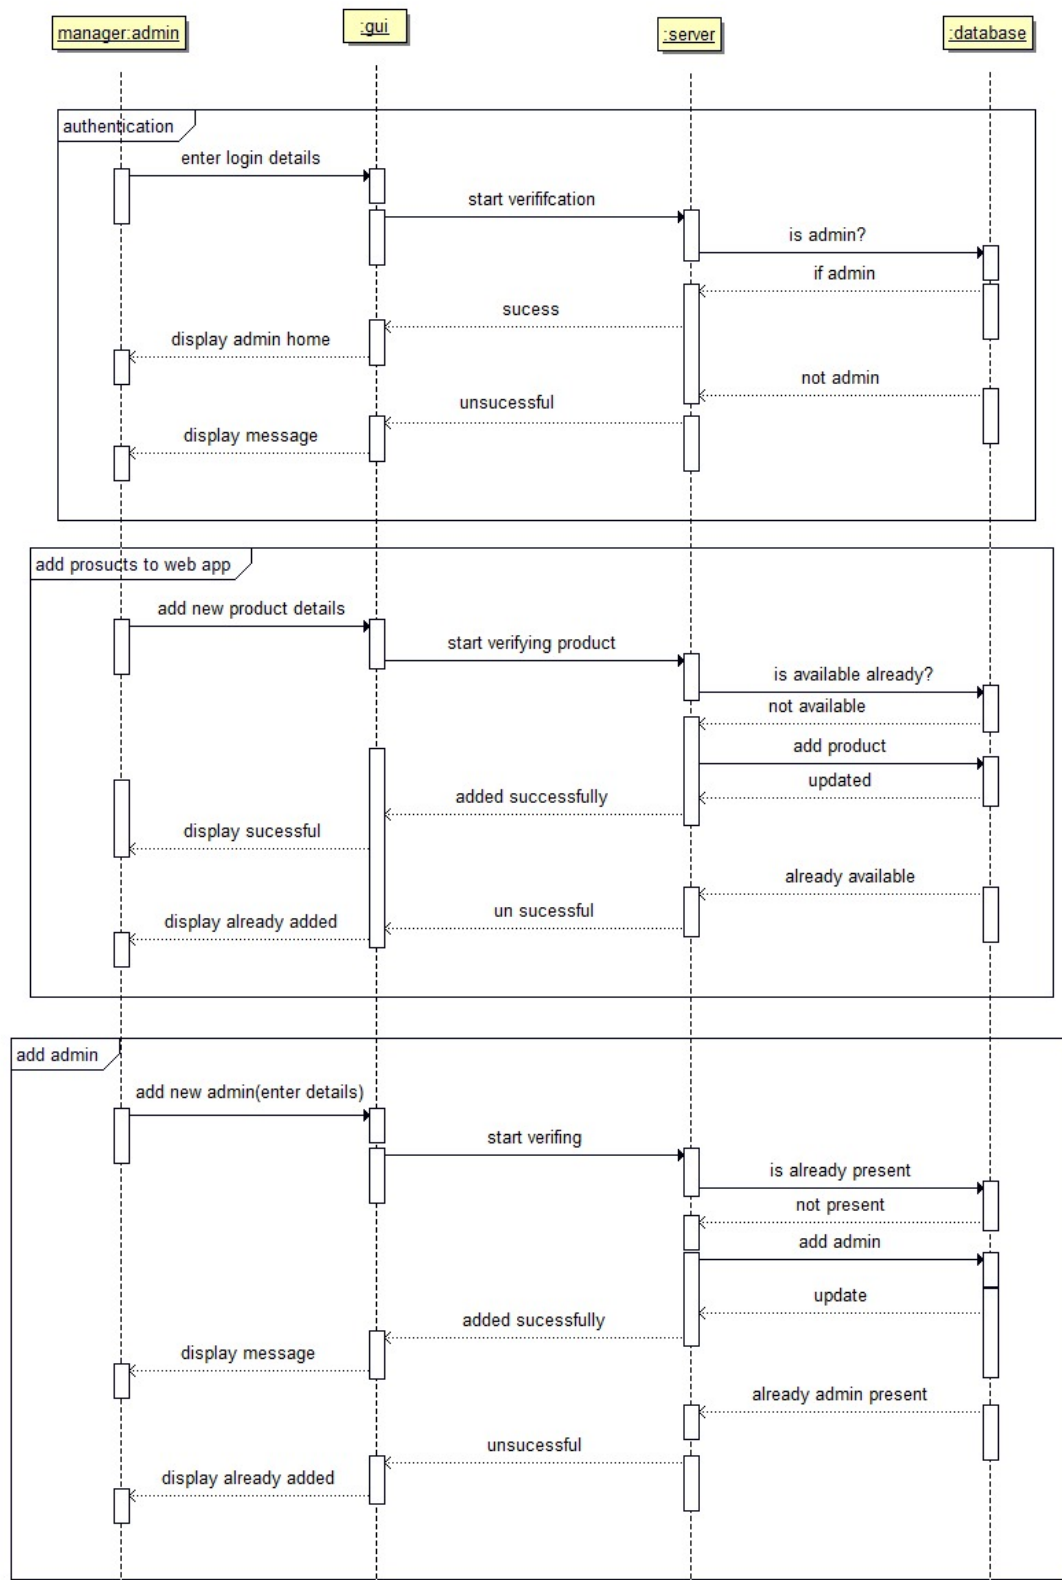 manager:admin
:gui
:server
:database
authentication
enter login details
start verififcation
is admin?
if admin
sucess
display admin home
not admin
unsucessful
display message
add prosucts to web app
add new product details
start verifying product
is available already?
not available
add product
updated
added successfully
display sucessful
already available
un sucessful
display already added
add admin
add new admin(enter details)
start verifing
is already present
not present
add admin
update
added sucessfully
display message
already admin present
unsucessful
display already added